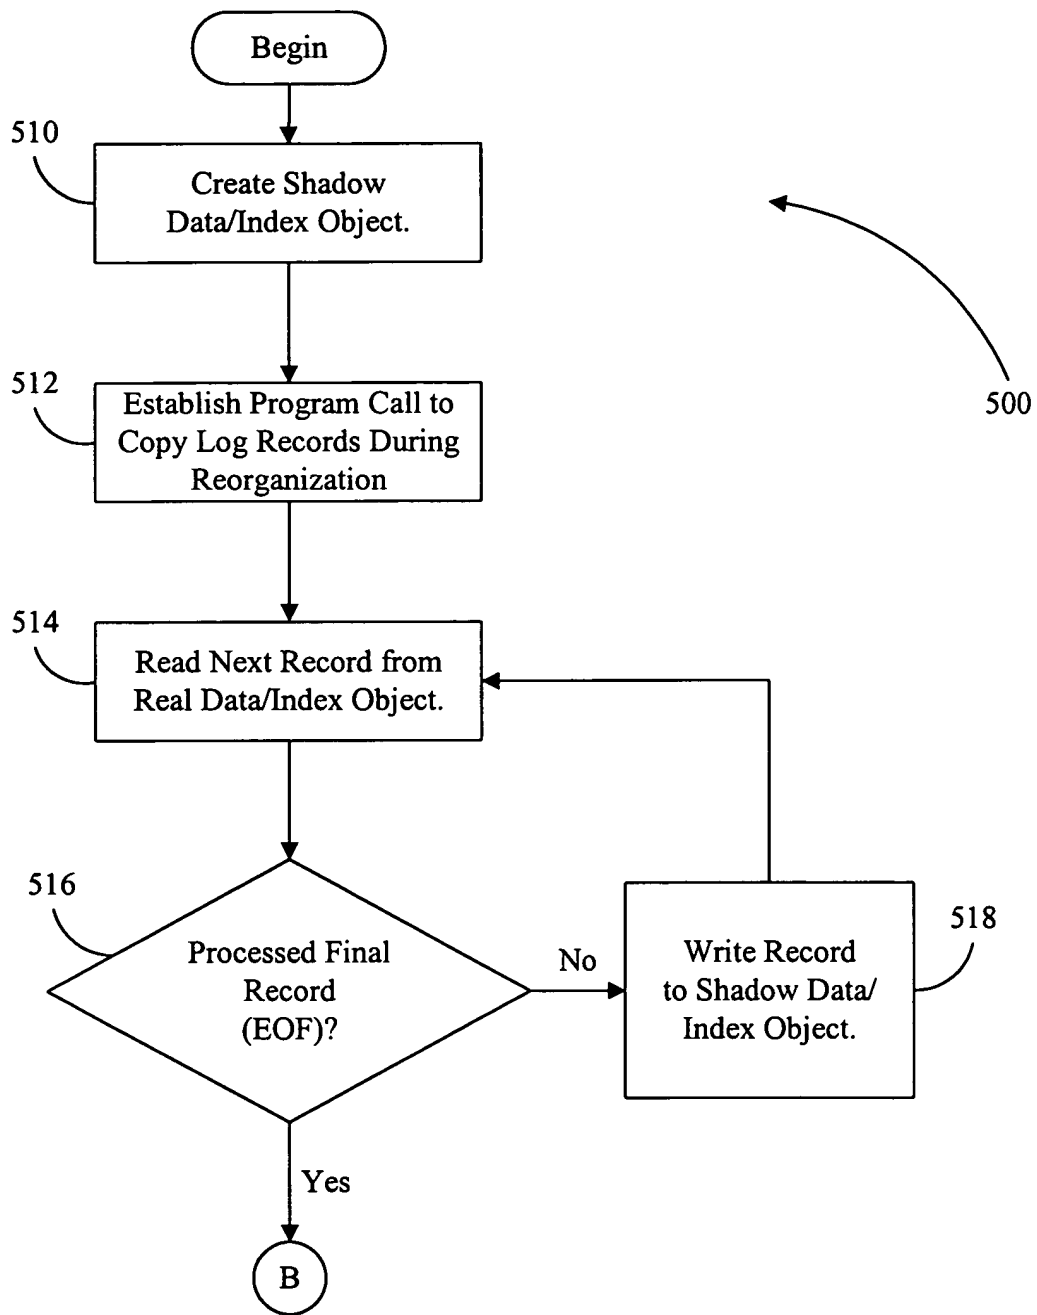 Begin
510
Create Shadow
Data/Index Object.
512
Establish Program Call to
Copy Log Records During
Reorganization
500
514
Read Next Record from
Real Data/Index Object.
516
Processed Final
Record
(EOF)?
No
Write Record
to Shadow Data/
Index Object.
518
Yes
B